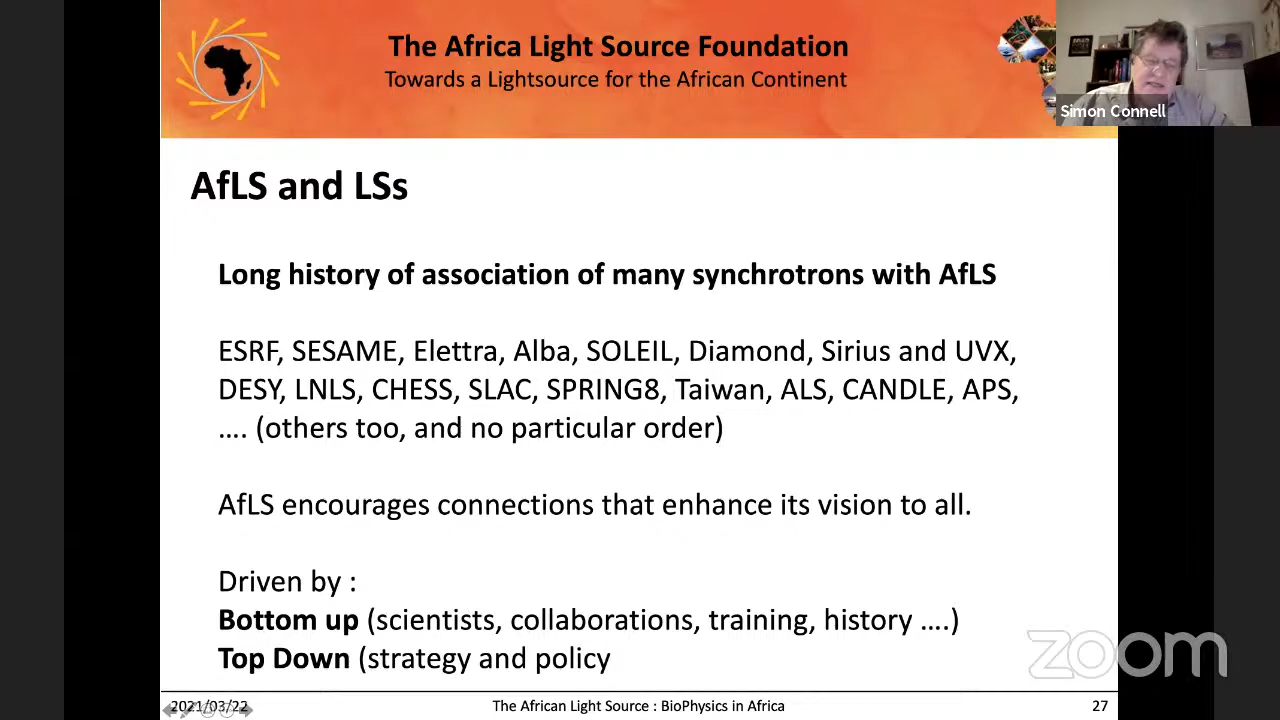 The Africa Light Source Foundation
Towards a Lightsource for the African Continent
Simon Connell
AfLS and LSs
Long history of association of many synchrotrons with AfLS
ESRF, SESAME, Elettra, Alba, SOLEIL, Diamond, Sirius and UVX,
DESY, LNLS, CHESS, SLAC, SPRING8, Taiwan, ALS, CANDLE, APS,
…. (others too, and no particular order)
AfLS encourages connections that enhance its vision to all.
Driven by :
Bottom up (scientists, collaborations, training, history ….)
Top Down (strategy and policy
zoom
2021/03/22
The African Light Source : BioPhysics in Africa
27